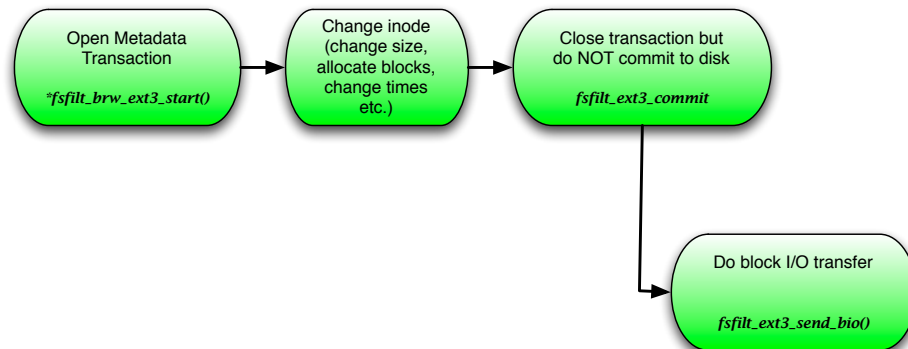 Open Metadata
Transaction
*fsfilt_brw_ext3_start()
Change inode
(change size,
allocate blocks,
change times
etc.)
Close transaction but
do NOT commit to disk
fsfilt_ext3_commit
Do block I/O transfer
fsfilt_ext3_send_bio()